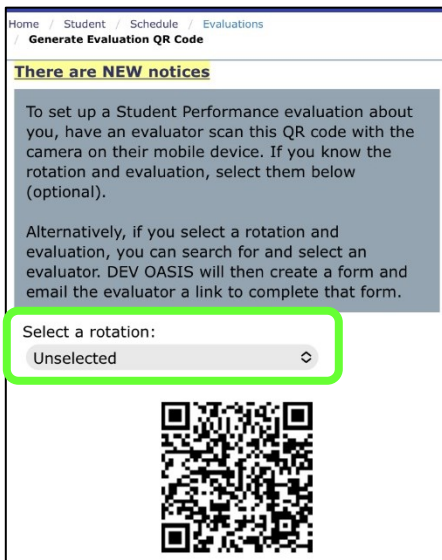 Home / Student / Schedule / Evaluations
/ Generate Evaluation QR Code
There are NEW notices
To set up a Student Performance evaluation about
you, have an evaluator scan this QR code with the
camera on their mobile device. If you know the
rotation and evaluation, select them below
(optional).
Alternatively, if you select a rotation and
evaluation, you can search for and select an
evaluator. DEV OASIS will then create a form and
email the evaluator a link to complete that form.
Select a rotation:
Unselected